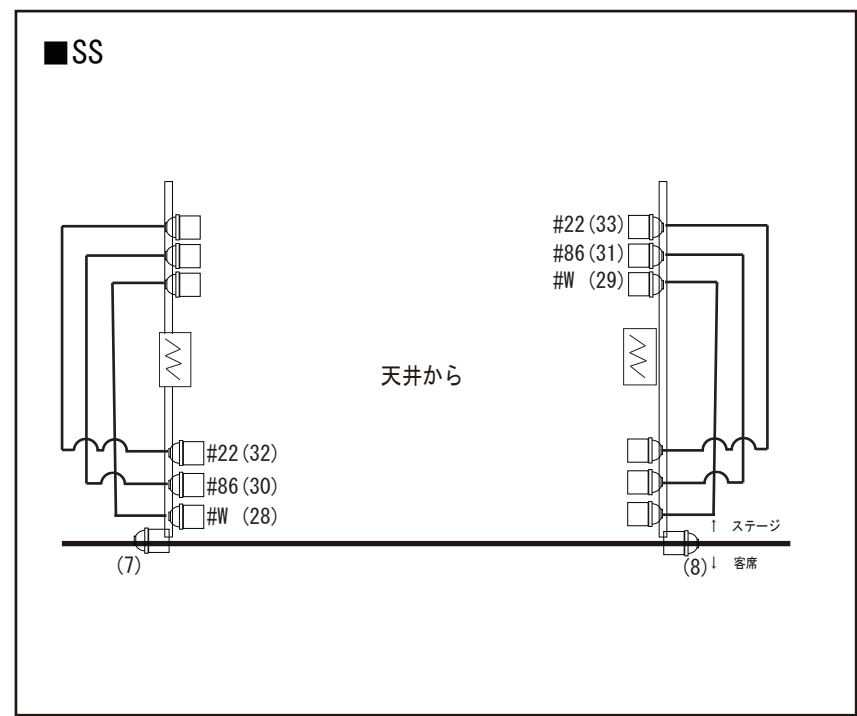 ■SS
#22(33)
#86(31)
#W (29)
天井から
#22(32)
#86(30)
#W (28)
↑ ステージ
(7)
(8)↓ 客席